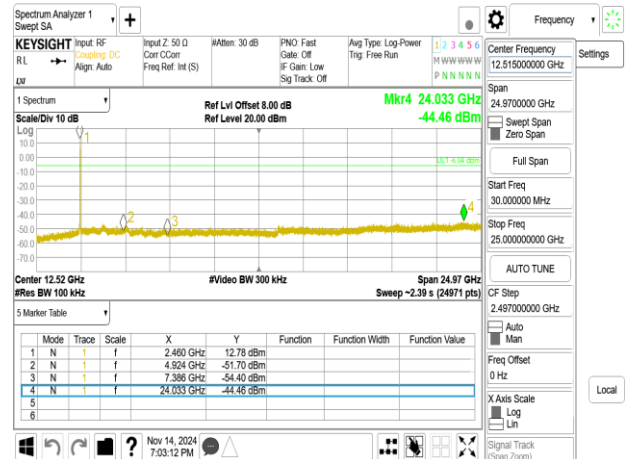 Spectrum Analyzer 1
Swept SA
Frequency
KEYSIGHT
RL
Input: RF
Coupling: DC
Align: Auto
Input Z: 50 Ω
Corr CCorr
Freq Ref: Int (S)
#Atten: 30 dB
PNO: Fast
Gate: Off
IF Gain: Low
Sig Track: Off
Avg Type: Log-Power
Trig: Free Run
1 2 3 4 5 6
M W W W W W
P N N N N N
Center Frequency
12.515000000 GHz
Settings
Span
24.9700000 GHz
Swept Span
Zero Span
Full Span
Start Freq
30.000000 MHz
Stop Freq
25.000000000 GHz
AUTO TUNE
CF Step
2.497000000 GHz
Auto
Man
Freq Offset
0 Hz
X Axis Scale
Log
Lin
Signal Track
(Span Zoom)
Local
1 Spectrum
Scale/Div 10 dB
Ref Lvl Offset 8.00 dB
Ref Level 20.00 dBm
Mkr4 24.033 GHz
-44.46 dBm
Log
10.0
0.00
-10.0
-20.0
-30.0
-40.0
-50.0
-60.0
-70.0
1
2
3
4
Center 12.52 GHz
#Res BW 100 kHz
#Video BW 300 kHz
Span 24.97 GHz
Sweep ~2.39 s (24971 pts)
5 Marker Table
Mode Trace Scale X Y Function Function Width Function Value
1 N 1 f 2.460 GHz 12.78 dBm
2 N 1 f 4.924 GHz -51.70 dBm
3 N 1 f 7.386 GHz -54.40 dBm
4 N 1 f 24.033 GHz -44.46 dBm
5
6
?
Nov 14, 2024
7:03:12 PM